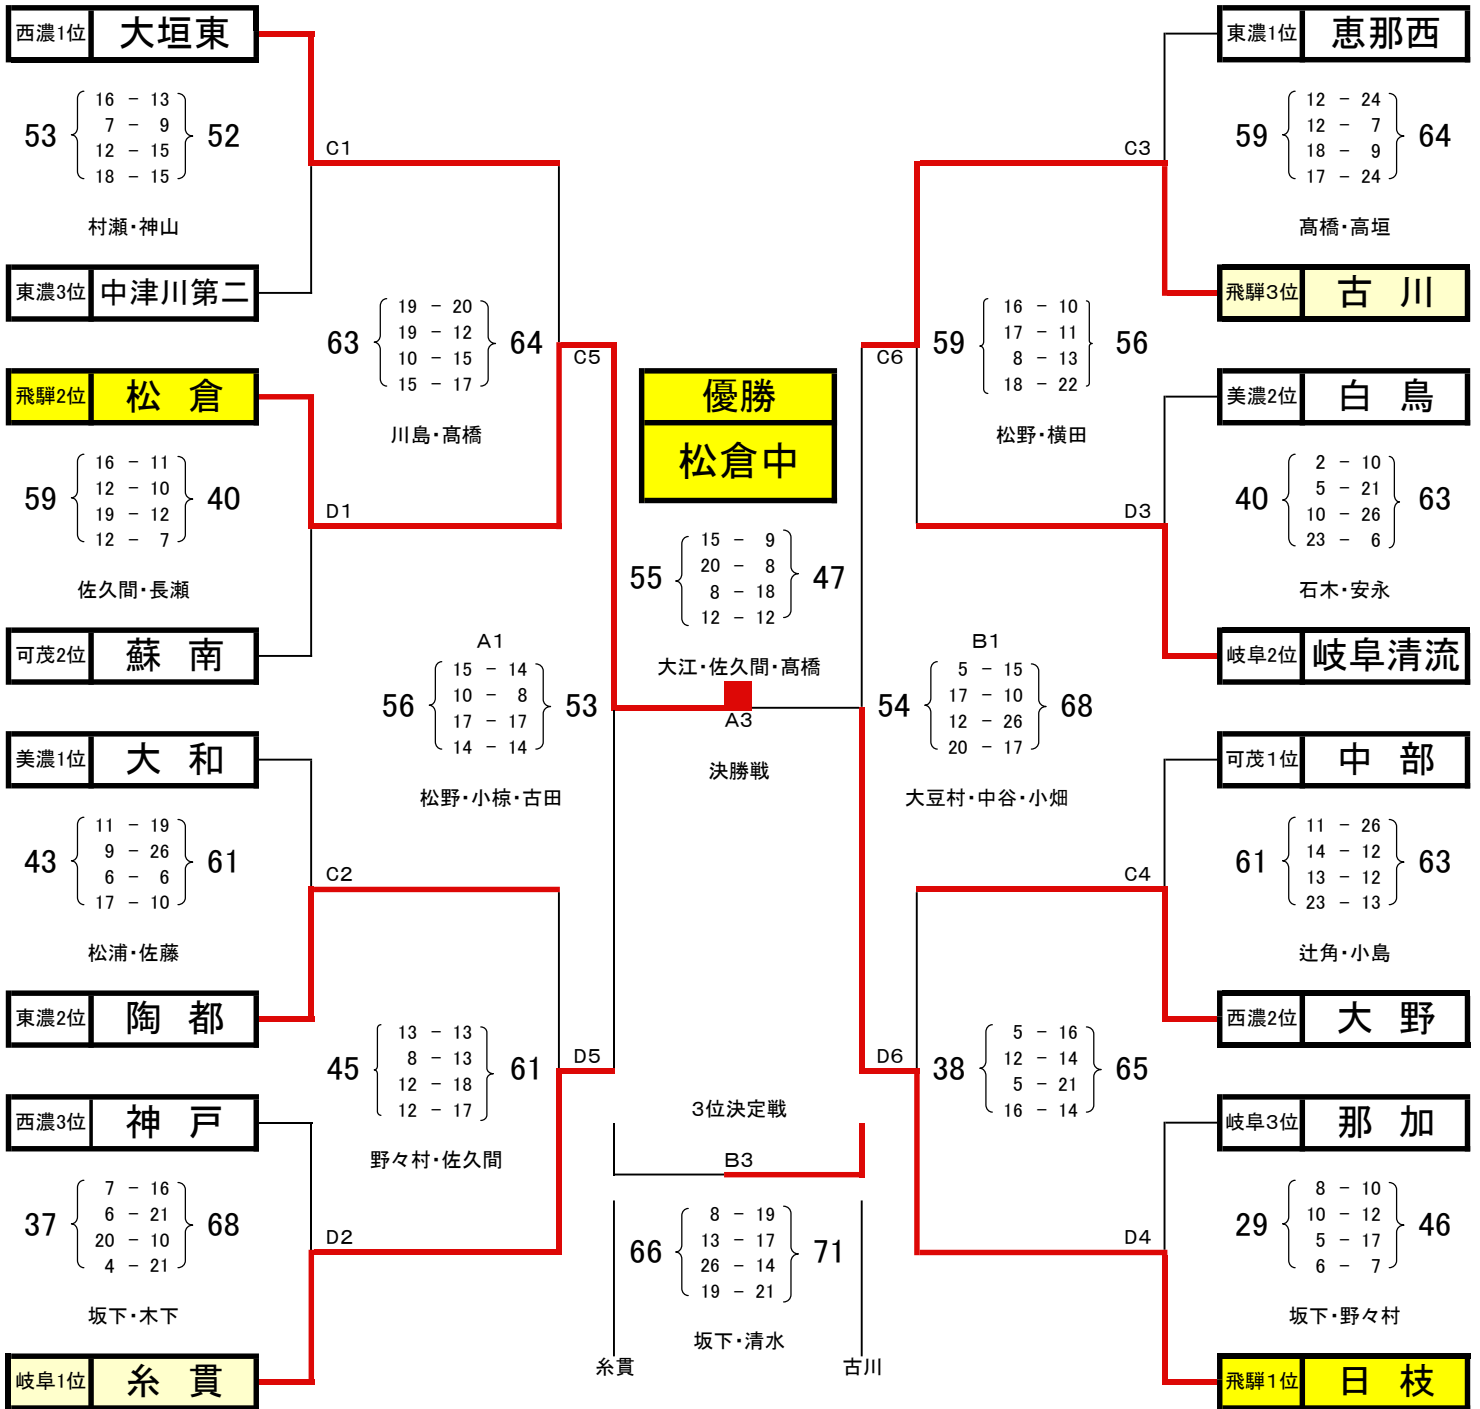 西濃1位 大垣東
53 16 - 13 52
7 - 9
12 - 15
18 - 15
村瀬・神山
C1
東濃3位 中津川第二
63 19 - 20 64
19 - 12
10 - 15
15 - 17
川島・髙橋
C5
飛騨2位 松倉
59 16 - 11 40
12 - 10
19 - 12
12 - 7
佐久間・長瀬
D1
可茂2位 蘇南
A1
56 15 - 14 53
10 - 8
17 - 17
14 - 14
松野・小椋・古田
美濃1位 大和
43 11 - 19 61
9 - 26
6 - 6
17 - 10
松浦・佐藤
C2
東濃2位 陶都
45 13 - 13 61
8 - 13
12 - 18
12 - 17
野々村・佐久間
D5
西濃3位 神戸
37 7 - 16 68
6 - 21
20 - 10
4 - 21
坂下・木下
D2
岐阜1位 糸貫
優勝
松倉中
55 15 - 9 47
20 - 8
8 - 18
12 - 12
大江・佐久間・髙橋
A3
決勝戦
3位決定戦
B3
66 8 - 19 71
13 - 17
26 - 14
19 - 21
坂下・清水
糸貫
古川
東濃1位 恵那西
59 12 - 24 64
12 - 7
18 - 9
17 - 24
髙橋・高垣
C3
飛騨3位 古川
C6
59 16 - 10 56
17 - 11
8 - 13
18 - 22
松野・横田
美濃2位 白鳥
40 2 - 10 63
5 - 21
10 - 26
23 - 6
石木・安永
D3
岐阜2位 岐阜清流
B1
54 5 - 15 68
17 - 10
12 - 26
20 - 17
大豆村・中谷・小畑
可茂1位 中部
61 11 - 26 63
14 - 12
13 - 12
23 - 13
辻角・小島
C4
西濃2位 大野
D6
38 5 - 16 65
12 - 14
5 - 21
16 - 14
岐阜3位 那加
29 8 - 10 46
10 - 12
5 - 17
6 - 7
坂下・野々村
D4
飛騨1位 日枝